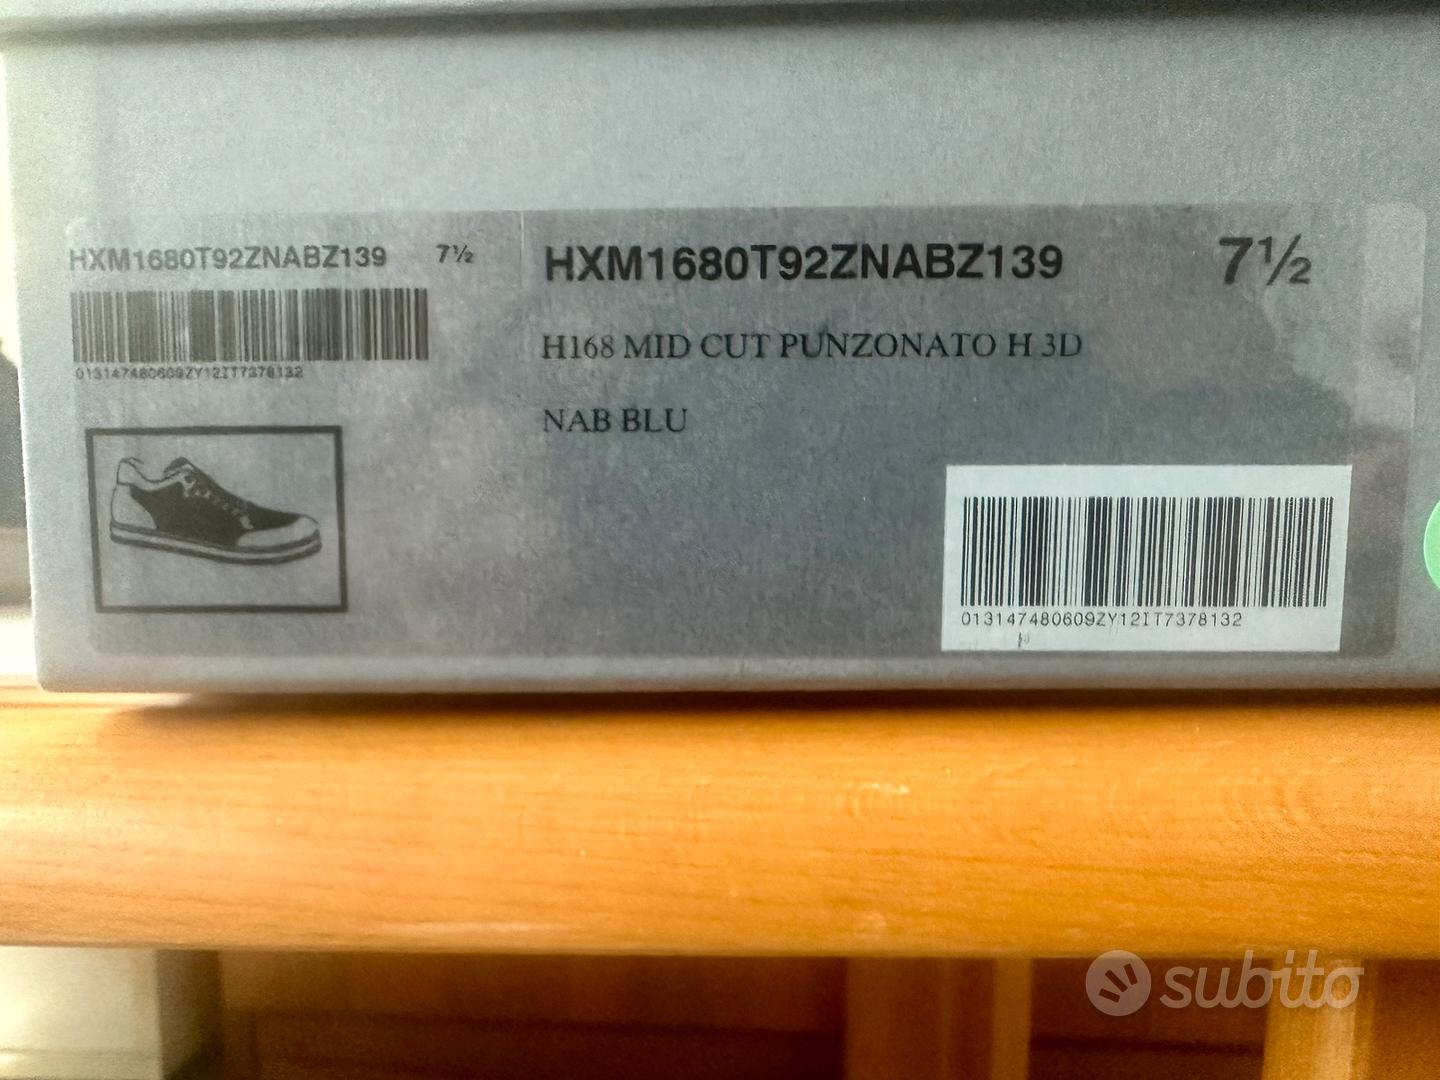 HXM1680T92ZNABZ139 7½
013147480609ZY12IT7378132
HXM1680T92ZNABZ139 7½
H168 MID CUT PUNZONATO H 3D
NAB BLU
013147480609ZY12IT7378132
subito